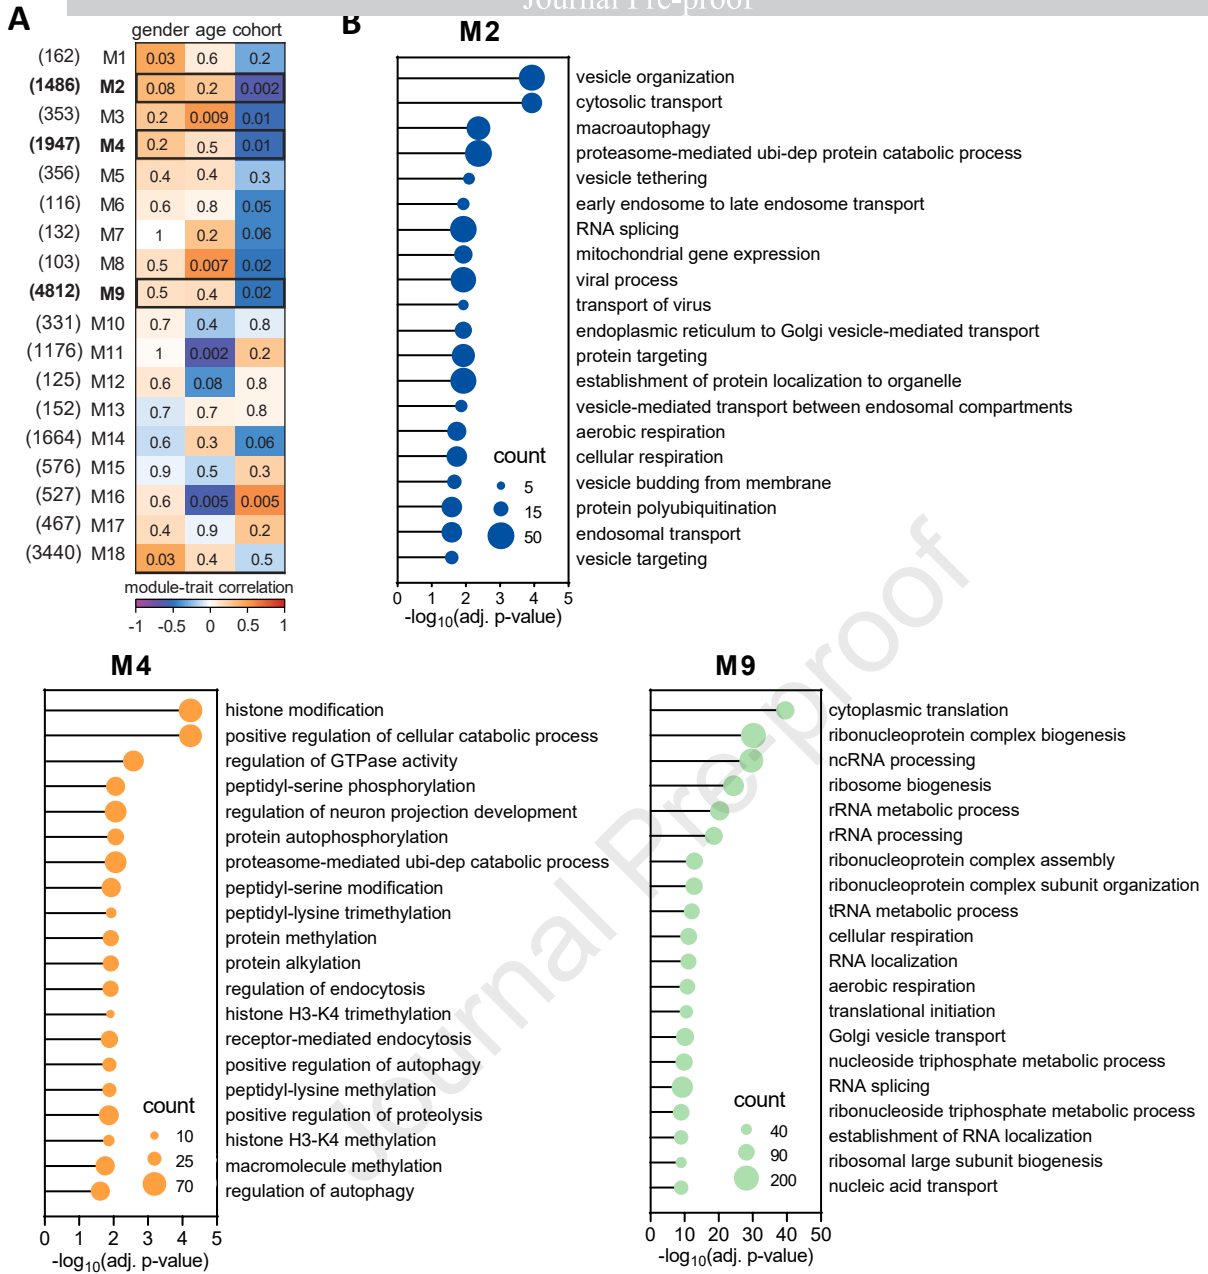 Journal Pre-proof
A
gender age cohort
(162) M1 0.03 0.6 0.2
(1486) M2 0.08 0.2 0.002
(353) M3 0.2 0.009 0.01
(1947) M4 0.2 0.5 0.01
(356) M5 0.4 0.4 0.3
(116) M6 0.6 0.8 0.05
(132) M7 1 0.2 0.06
(103) M8 0.5 0.007 0.02
(4812) M9 0.5 0.4 0.02
(331) M10 0.7 0.4 0.8
(1176) M11 1 0.002 0.2
(125) M12 0.6 0.08 0.8
(152) M13 0.7 0.7 0.8
(1664) M14 0.6 0.3 0.06
(576) M15 0.9 0.5 0.3
(527) M16 0.6 0.005 0.005
(467) M17 0.4 0.9 0.2
(3440) M18 0.03 0.4 0.5
module-trait correlation
-1 -0.5 0 0.5 1
B
M2
vesicle organization
cytosolic transport
macroautophagy
proteasome-mediated ubi-dep protein catabolic process
vesicle tethering
early endosome to late endosome transport
RNA splicing
mitochondrial gene expression
viral process
transport of virus
endoplasmic reticulum to Golgi vesicle-mediated transport
protein targeting
establishment of protein localization to organelle
vesicle-mediated transport between endosomal compartments
aerobic respiration
cellular respiration
vesicle budding from membrane
protein polyubiquitination
endosomal transport
vesicle targeting
count
5
15
50
0 1 2 3 4 5
-log10(adj. p-value)
M4
histone modification
positive regulation of cellular catabolic process
regulation of GTPase activity
peptidyl-serine phosphorylation
regulation of neuron projection development
protein autophosphorylation
proteasome-mediated ubi-dep catabolic process
peptidyl-serine modification
peptidyl-lysine trimethylation
protein methylation
protein alkylation
regulation of endocytosis
histone H3-K4 trimethylation
receptor-mediated endocytosis
positive regulation of autophagy
peptidyl-lysine methylation
positive regulation of proteolysis
histone H3-K4 methylation
macromolecule methylation
regulation of autophagy
count
10
25
70
0 1 2 3 4 5
-log10(adj. p-value)
M9
cytoplasmic translation
ribonucleoprotein complex biogenesis
ncRNA processing
ribosome biogenesis
rRNA metabolic process
rRNA processing
ribonucleoprotein complex assembly
ribonucleoprotein complex subunit organization
tRNA metabolic process
cellular respiration
RNA localization
aerobic respiration
translational initiation
Golgi vesicle transport
nucleoside triphosphate metabolic process
RNA splicing
ribonucleoside triphosphate metabolic process
establishment of RNA localization
ribosomal large subunit biogenesis
nucleic acid transport
count
40
90
200
0 10 20 30 40 50
-log10(adj. p-value)
Journal Pre-proof